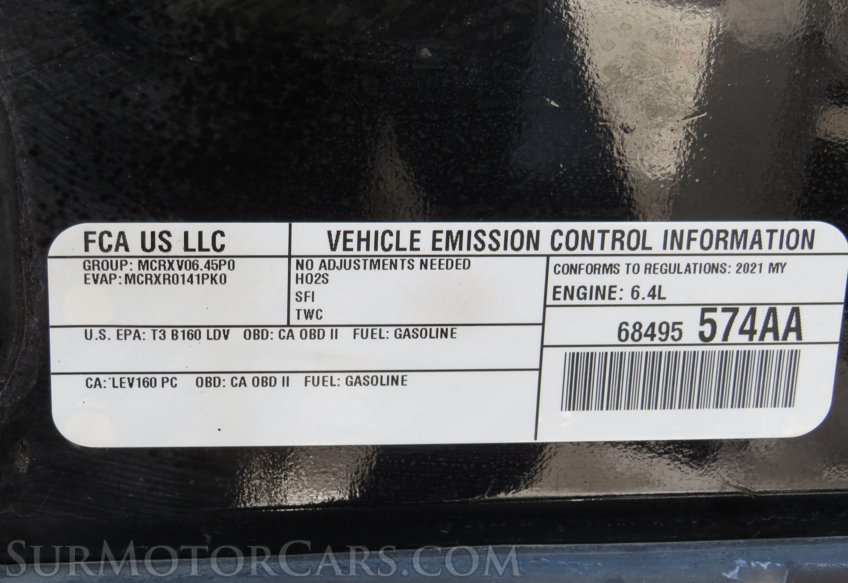 FCA US LLC
VEHICLE EMISSION CONTROL INFORMATION
GROUP: MCRXV06.45P0
EVAP: MCRXR0141PK0
NO ADJUSTMENTS NEEDED
HO2S
SFI
TWC
CONFORMS TO REGULATIONS: 2021 MY
ENGINE: 6.4L
68495 574AA
U.S. EPA: T3 B160 LDV OBD: CA OBD II FUEL: GASOLINE
CA: LEV160 PC OBD: CA OBD II FUEL: GASOLINE
SURMOTORCARS.COM